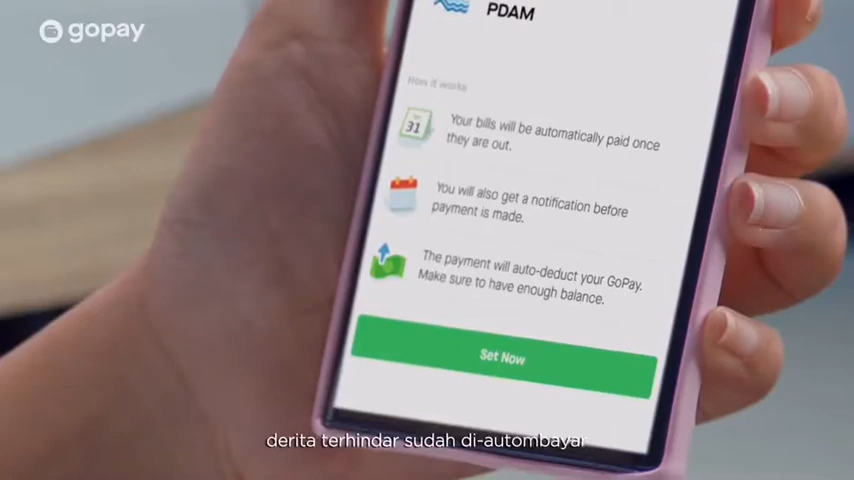 gopay
PDAM
How it works
31
Your bills will be automatically paid once
they are out.
You will also get a notification before
payment is made.
The payment will auto-deduct your GoPay.
Make sure to have enough balance.
Set Now
derita terhindar sudah di-autombayar